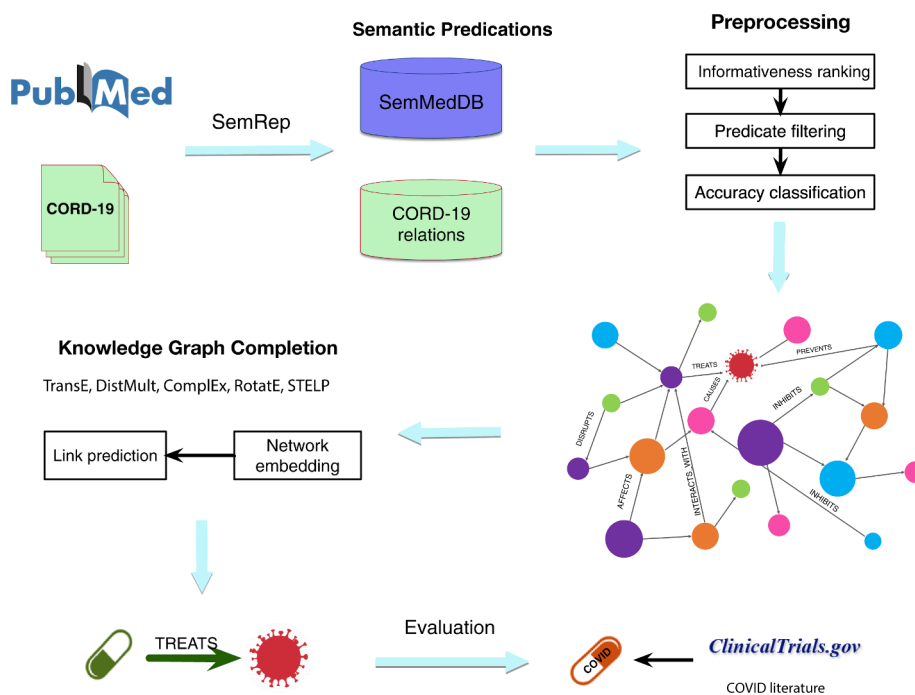 Semantic Predications
Preprocessing
PubMed
SemRep
SemMedDB
Informativeness ranking
Predicate filtering
Accuracy classification
CORD-19
CORD-19
relations
Knowledge Graph Completion
TransE, DistMult, ComplEx, RotatE, STELP
Link prediction
Network
embedding
TREATS
PREVENTS
CAUSES
INHIBITS
DISRUPTS
AFFECTS
INTERACTS WITH
INHIBITS
TREATS
Evaluation
COVID
ClinicalTrials.gov
COVID literature